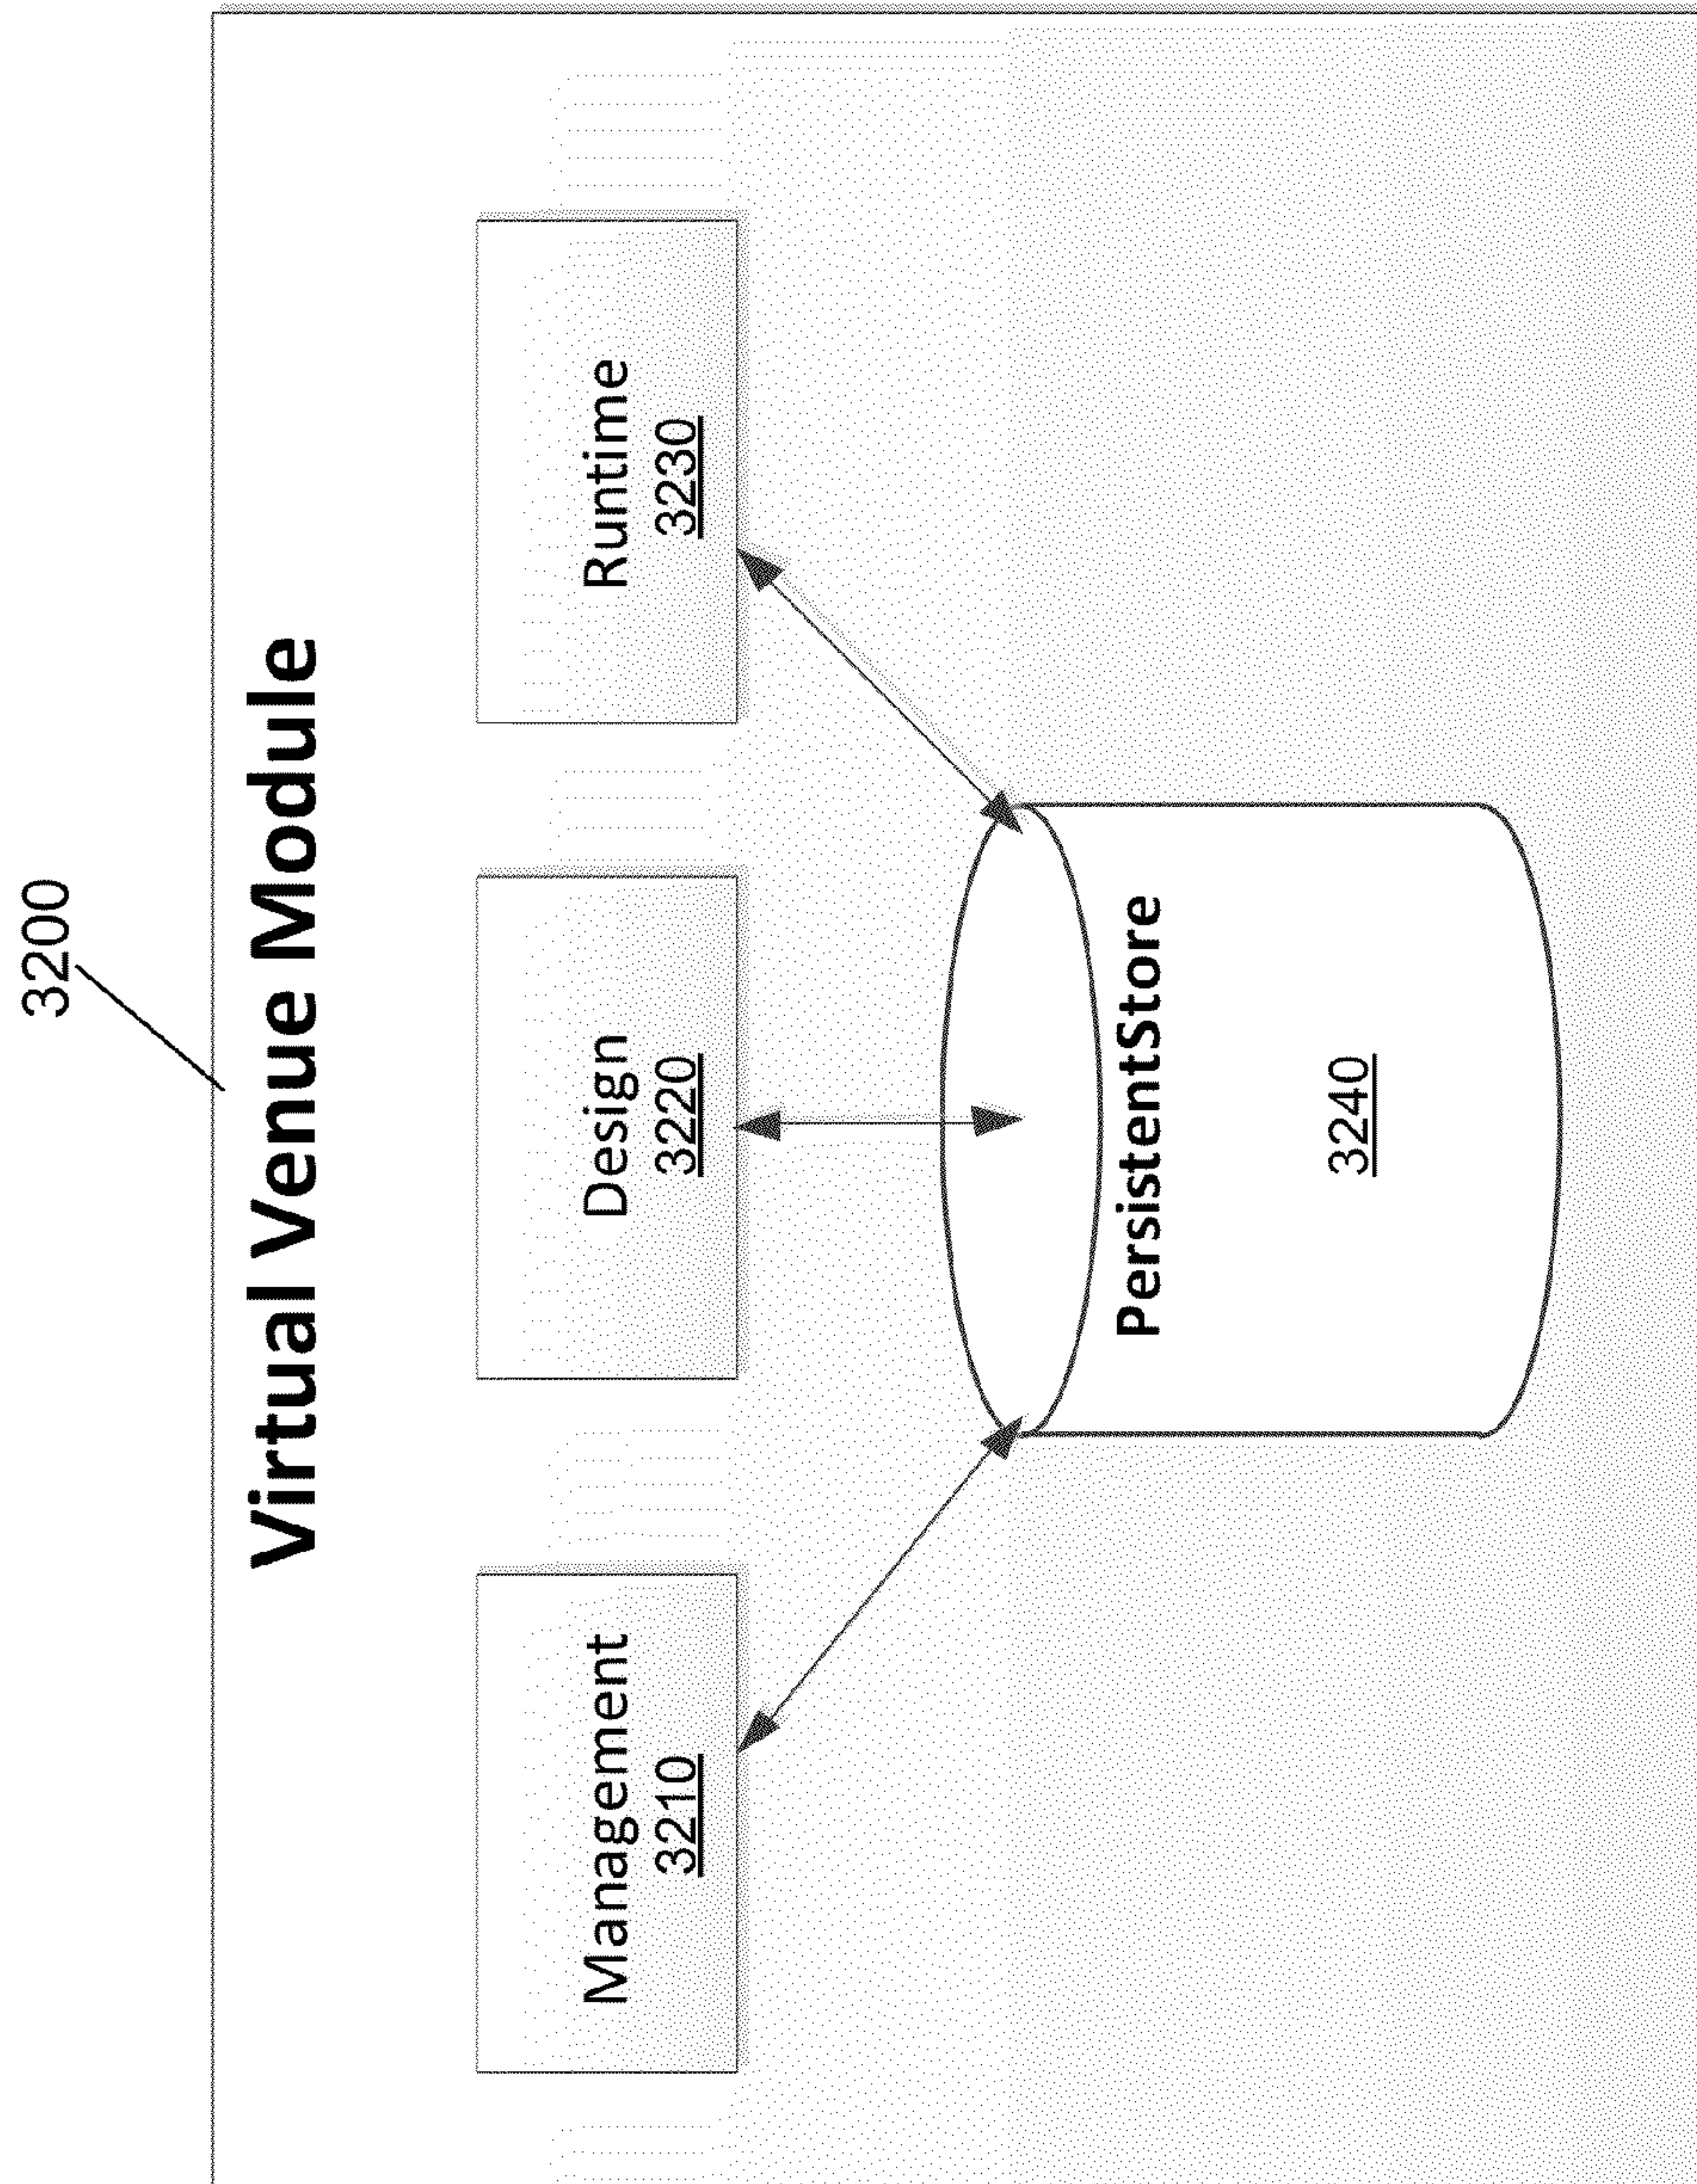 3200
Virtual Venue Module
Management
3210
Design
3220
Runtime
3230
PersistentStore
3240